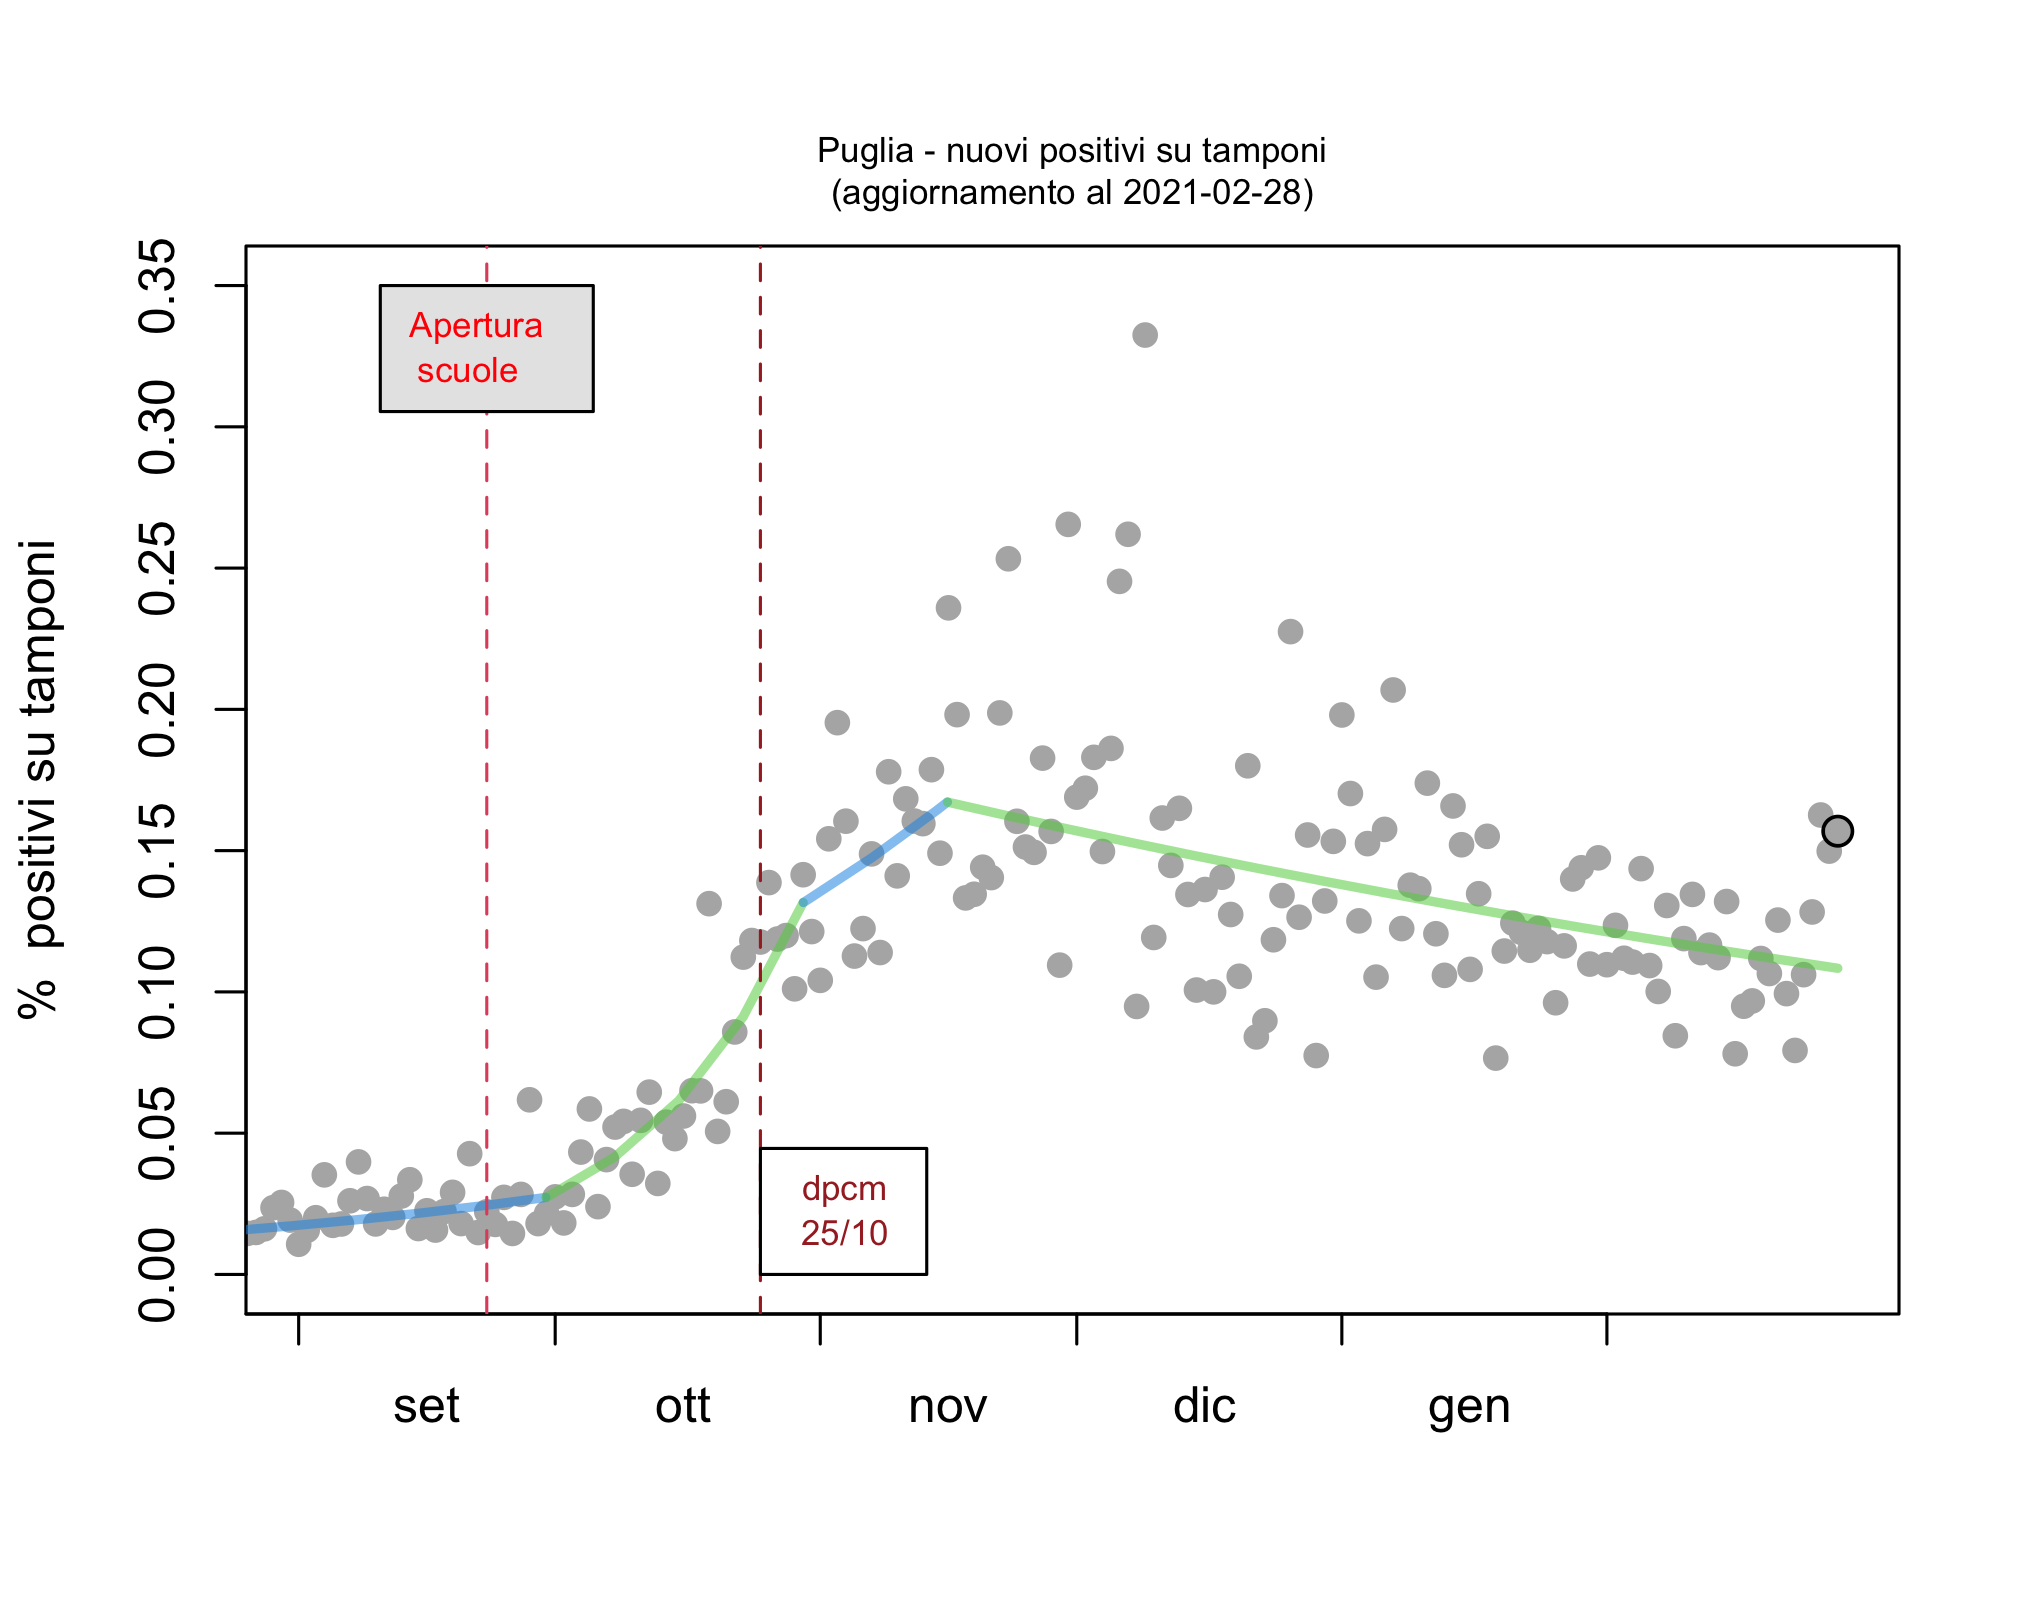 Puglia - nuovi positivi su tamponi
(aggiornamento al 2021-02-28)
% positivi su tamponi
0.35
0.30
0.25
0.20
0.15
0.10
0.05
0.00
Apertura
scuole
dpcm
25/10
set ott nov dic gen